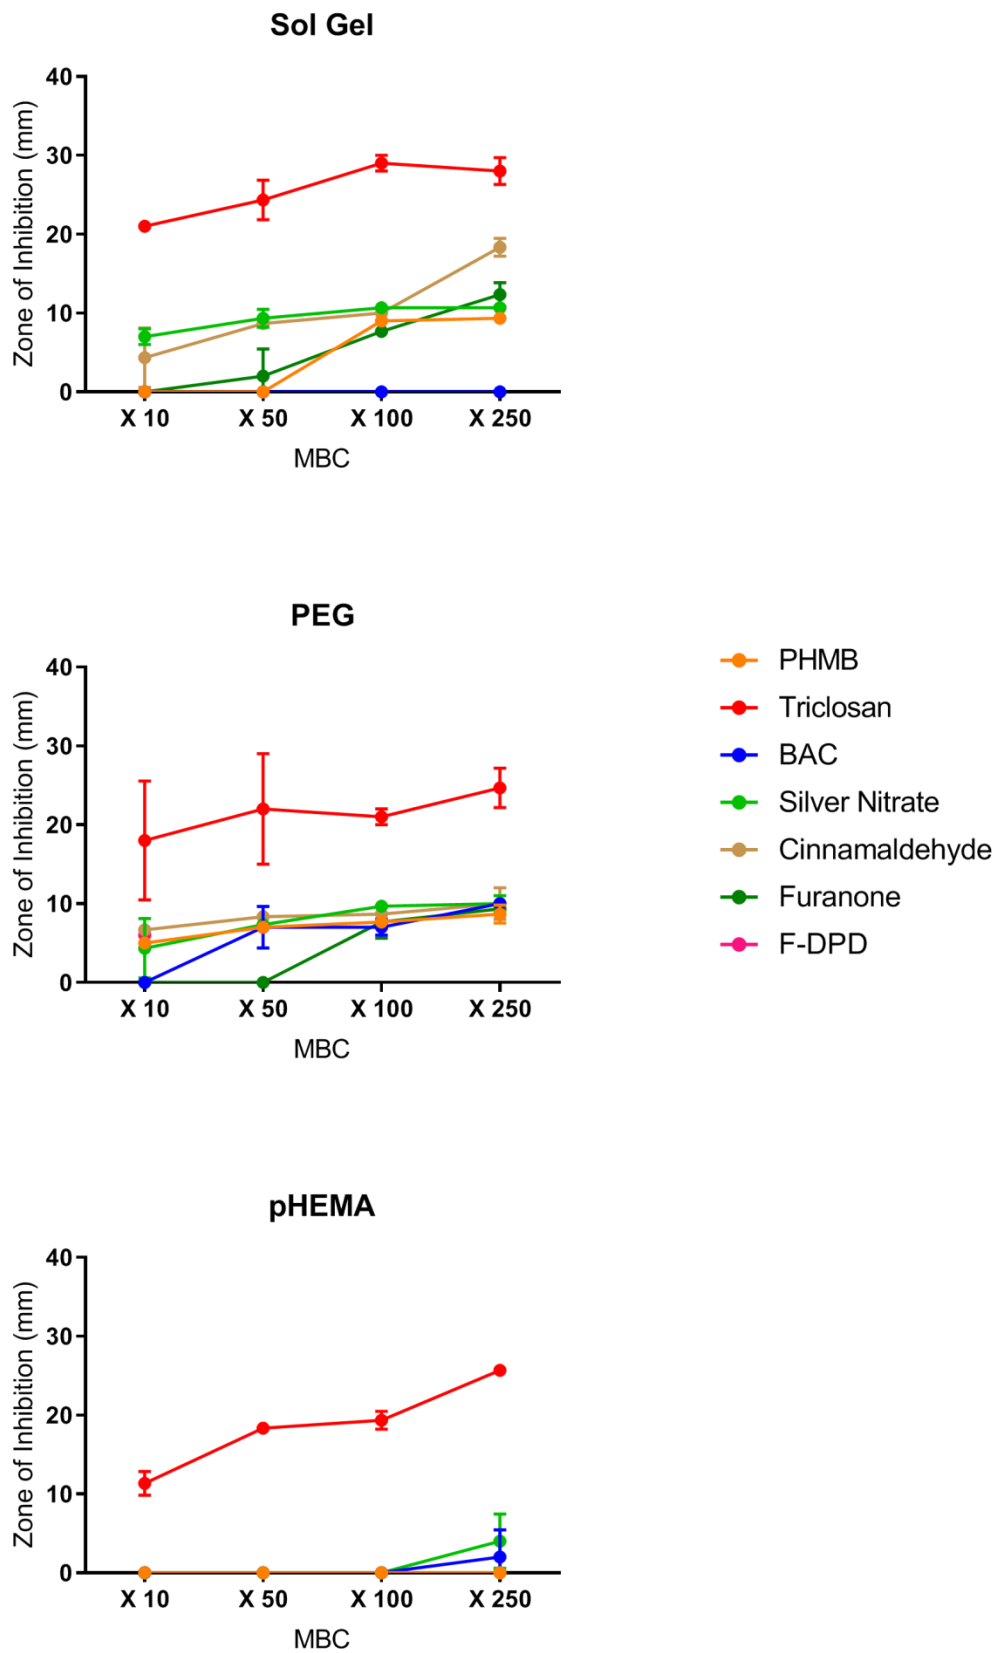 Sol Gel
Zone of Inhibition (mm)
40
30
20
10
0
X 10 X 50 X 100 X 250
MBC
PEG
Zone of Inhibition (mm)
40
30
20
10
0
X 10 X 50 X 100 X 250
MBC
PHMB
Triclosan
BAC
Silver Nitrate
Cinnamaldehyde
Furanone
F-DPD
pHEMA
Zone of Inhibition (mm)
40
30
20
10
0
X 10 X 50 X 100 X 250
MBC